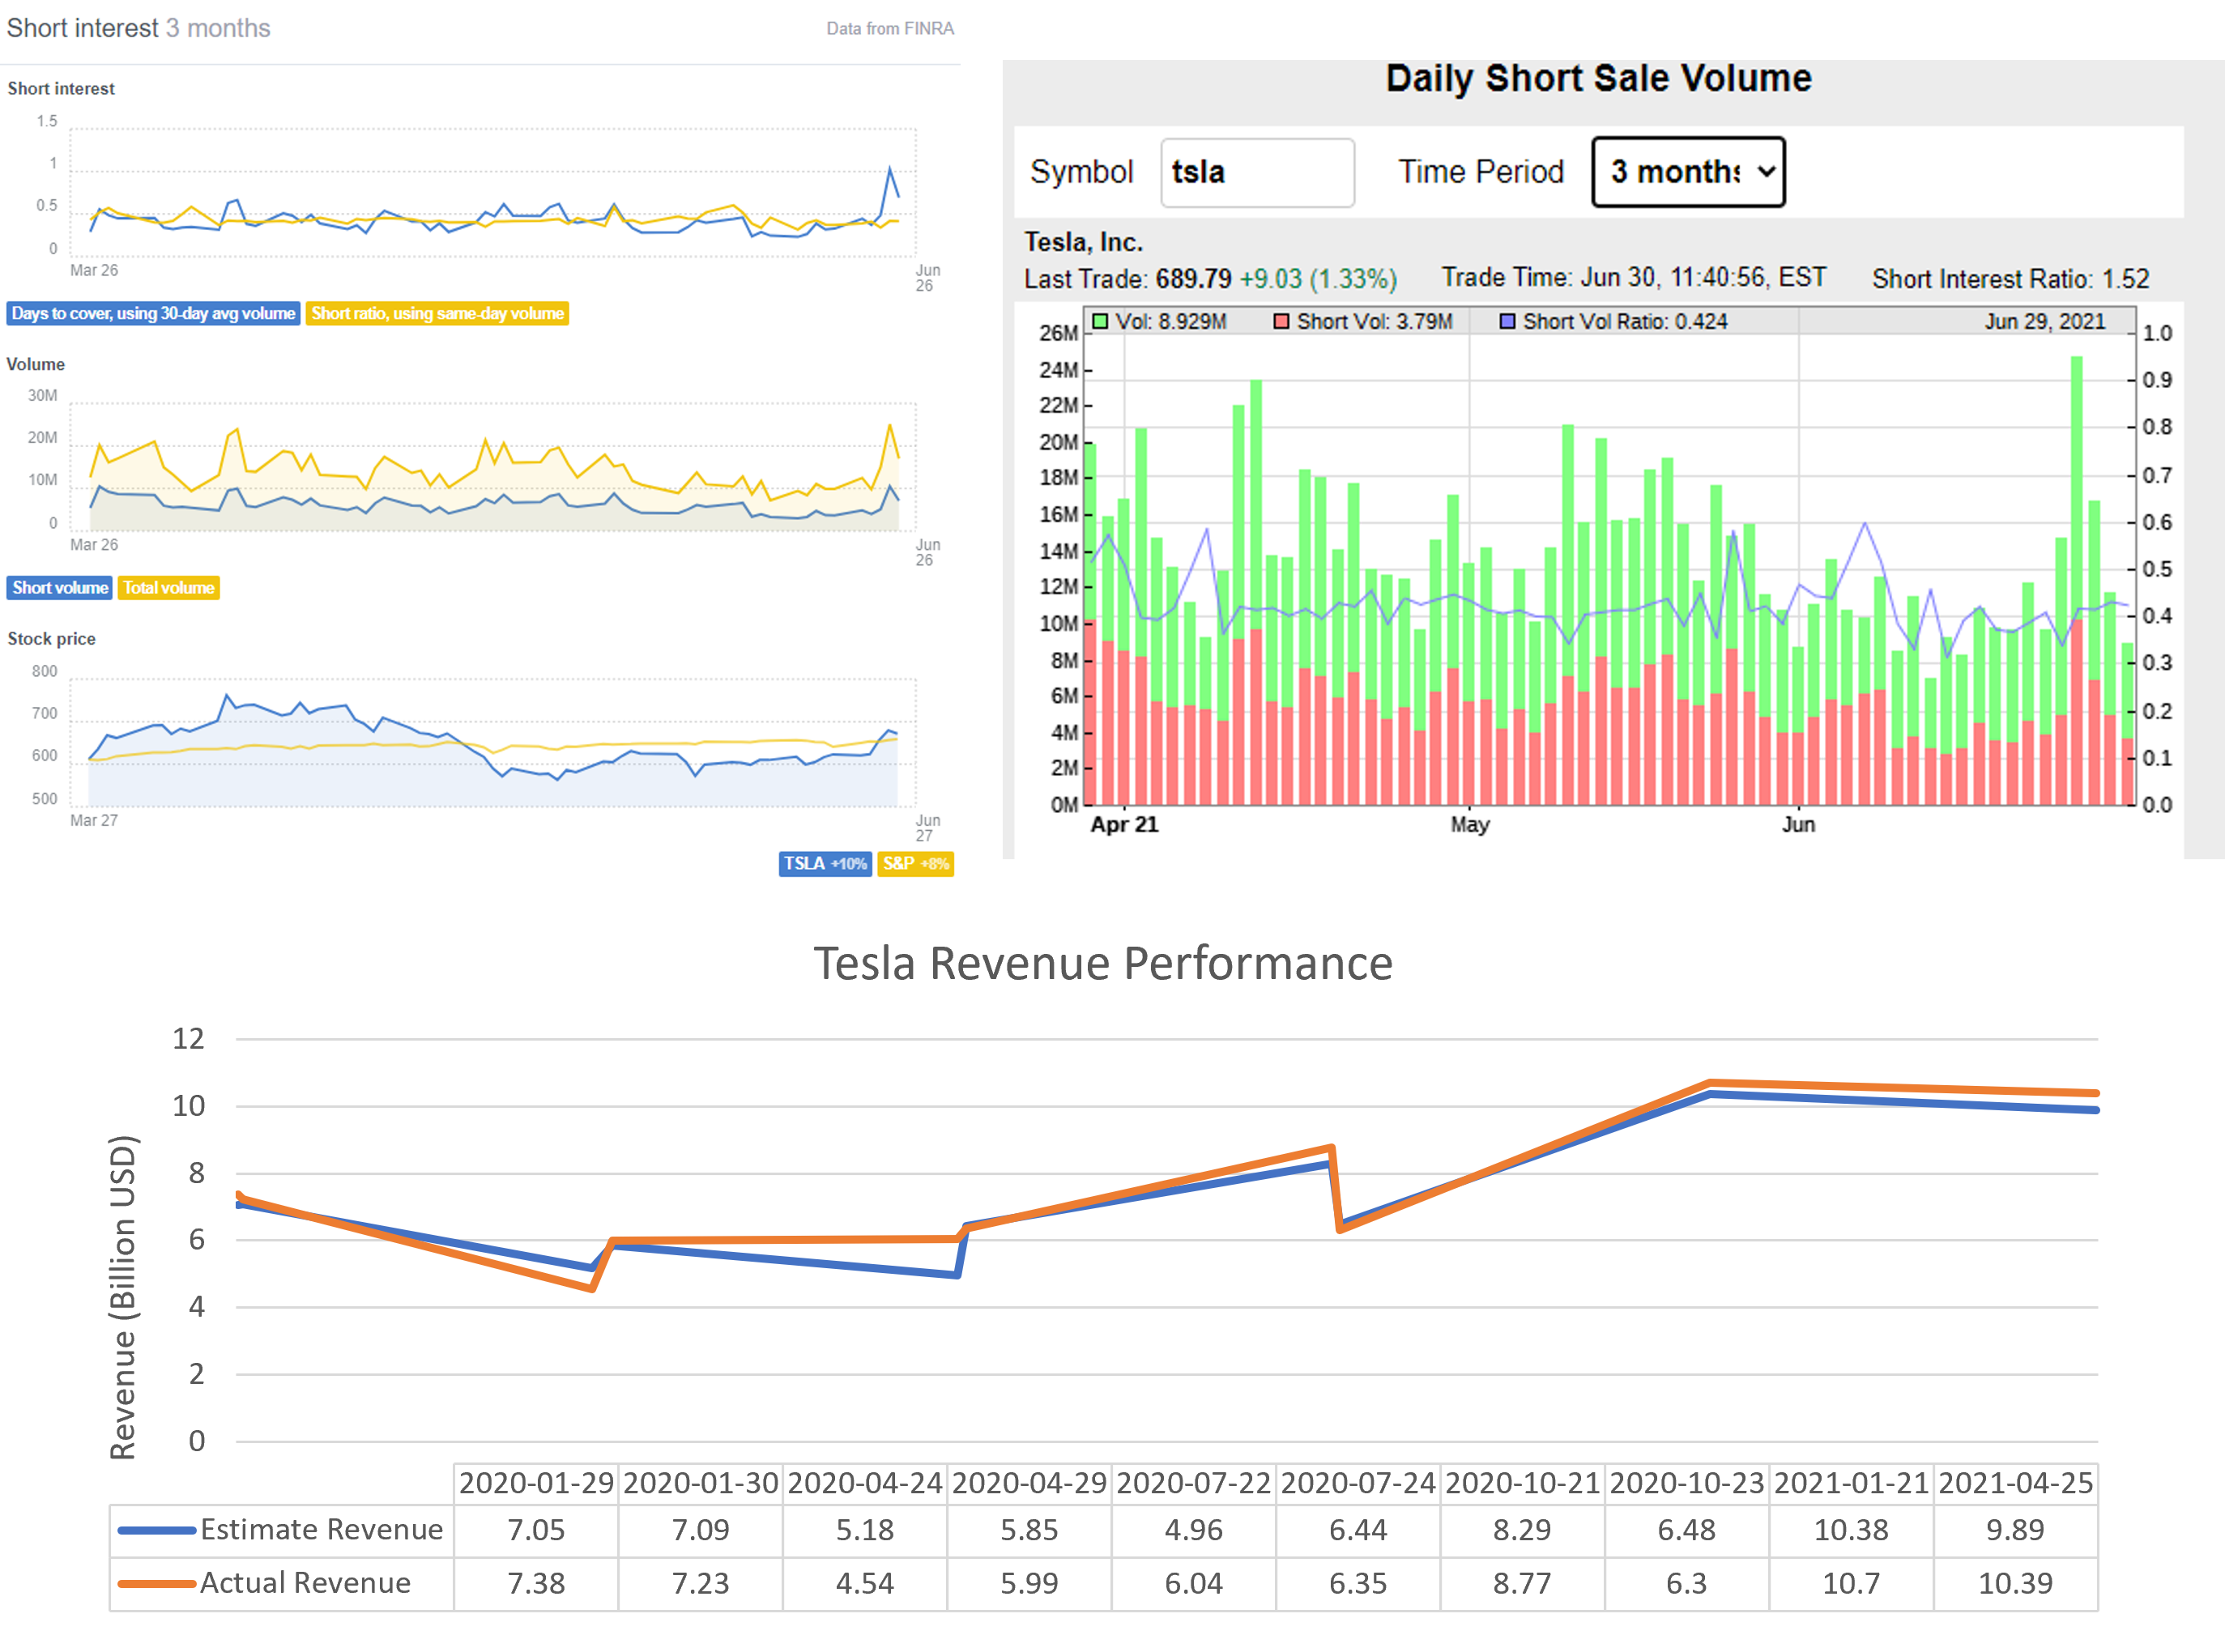 Short interest 3 months
Data from FINRA
Short interest
1.5
1
0.5
0
Mar 26
Jun
26
Days to cover, using 30-day avg volume Short ratio, using same-day volume
Volume
30M
20M
10M
0
Mar 26
Jun
26
Short volume Total volume
Stock price
800
700
600
500
Mar 27
Jun
27
TSLA +10% S&P +8%
Daily Short Sale Volume
Symbol tsla Time Period 3 months
Tesla, Inc.
Last Trade: 689.79 +9.03 (1.33%) Trade Time: Jun 30, 11:40:56, EST Short Interest Ratio: 1.52
Vol: 8.929M Short Vol: 3.79M Short Vol Ratio: 0.424 Jun 29, 2021
26M
24M
22M
20M
18M
16M
14M
12M
10M
8M
6M
4M
2M
0M
1.0
0.9
0.8
0.7
0.6
0.5
0.4
0.3
0.2
0.1
0.0
Apr 21 May Jun
Tesla Revenue Performance
Revenue (Billion USD)
12
10
8
6
4
2
0
2020-01-29 2020-01-30 2020-04-24 2020-04-29 2020-07-22 2020-07-24 2020-10-21 2020-10-23 2021-01-21 2021-04-25
Estimate Revenue 7.05 7.09 5.18 5.85 4.96 6.44 8.29 6.48 10.38 9.89
Actual Revenue 7.38 7.23 4.54 5.99 6.04 6.35 8.77 6.3 10.7 10.39